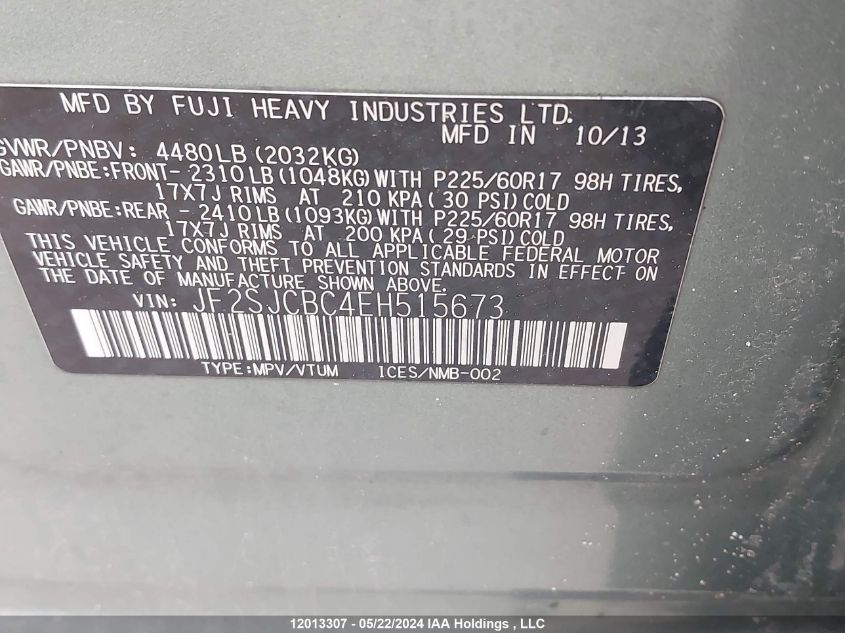 MFD BY FUJI HEAVY INDUSTRIES LTD.
MFD IN 10/13
GVWR/PNBV: 4480LB (2032KG)
GAWR/PNBE:FRONT- 2310LB (1048KG) WITH P225/60R17 98H TIRES,
17X7J RIMS AT 210 KPA( 30 PSI) COLD
GAWR/PNBE:REAR - 2410LB (1093KG) WITH P225/60R17 98H TIRES,
17X7J RIMS AT 200 KPA( 29 PSI) COLD
THIS VEHICLE CONFORMS TO ALL APPLICABLE FEDERAL MOTOR
VEHICLE SAFETY AND THEFT PREVENTION STANDARDS IN EFFECT ON
THE DATE OF MANUFACTURE SHOWN ABOVE.
VIN: JF2SJCBC4EH515673
TYPE:MPV/VTUM ICES/NMB-002
12013307 - 05/22/2024 IAA Holdings , LLC